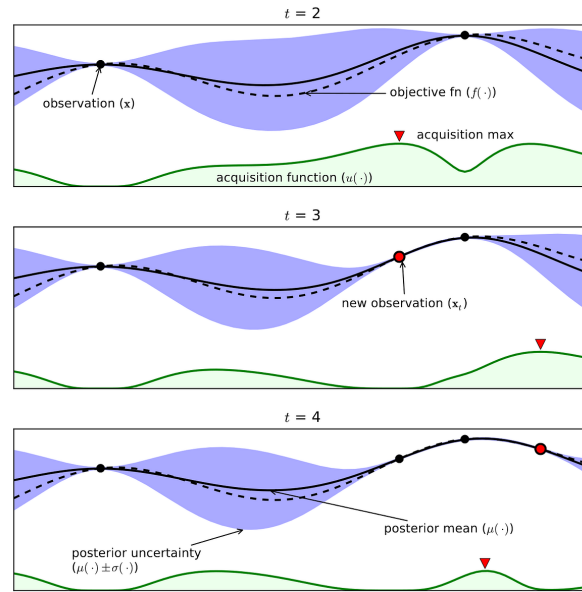 t = 2
observation (x)
objective fn (f(·))
acquisition max
acquisition function (u(·))
t = 3
new observation (xₜ)
t = 4
posterior mean (μ(·))
posterior uncertainty
(μ(·) ± σ(·))